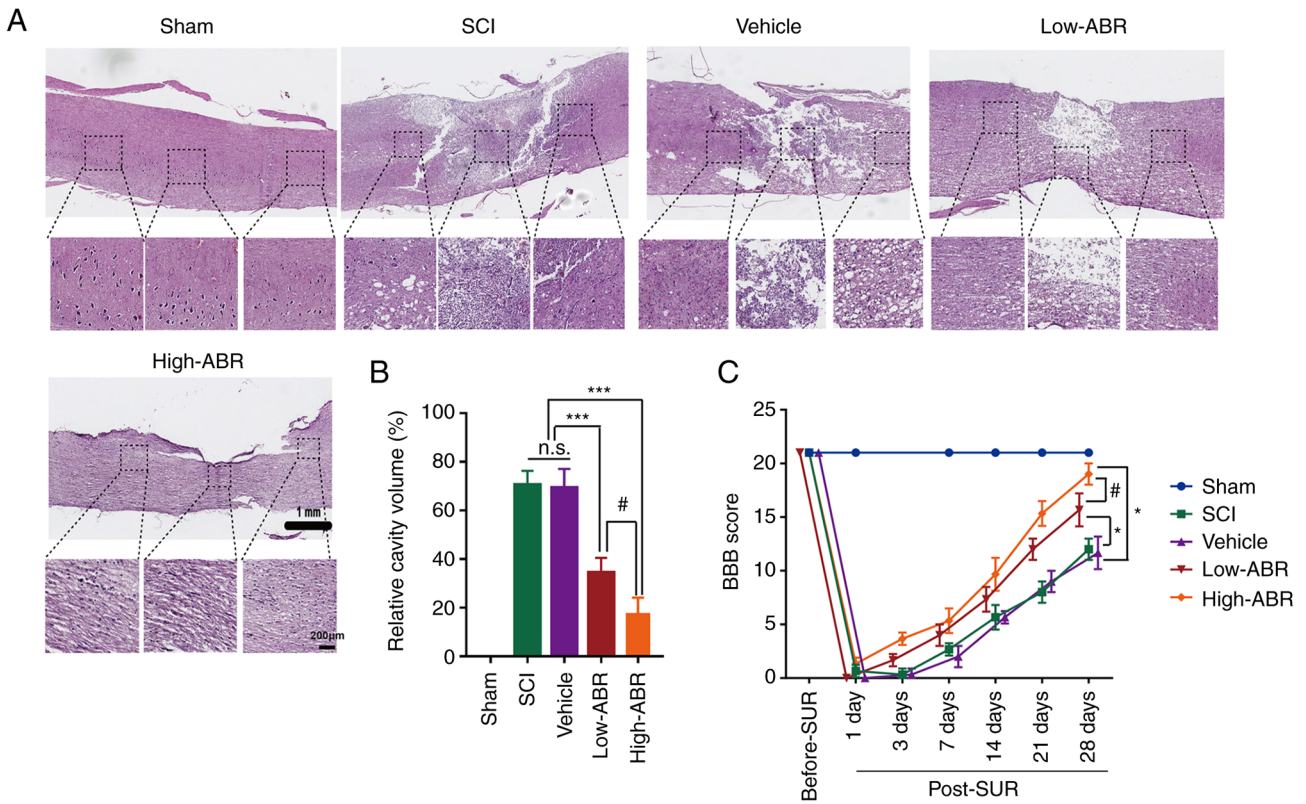 A
Sham
SCI
Vehicle
Low-ABR
High-ABR
1 mm
200μm
B
Relative cavity volume (%)
100
80
60
40
20
0
***
***
n.s.
#
Sham
SCI
Vehicle
Low-ABR
High-ABR
C
BBB score
25
20
15
10
5
0
#
*
*
Before-SUR
1 day
3 days
7 days
14 days
21 days
28 days
Post-SUR
Sham
SCI
Vehicle
Low-ABR
High-ABR